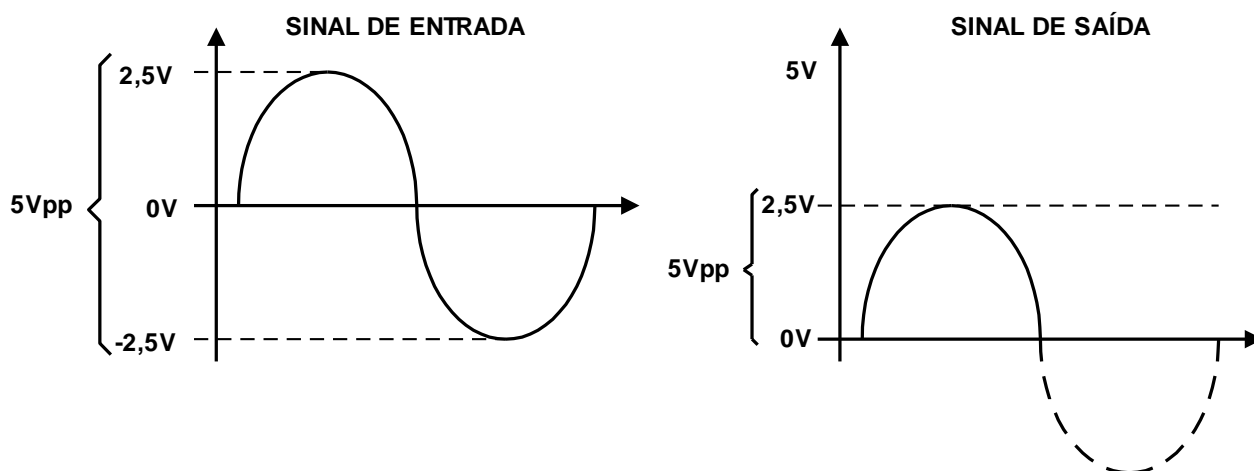 SINAL DE ENTRADA
2,5V
5Vpp
0V
-2,5V
SINAL DE SAÍDA
5V
2,5V
5Vpp
0V